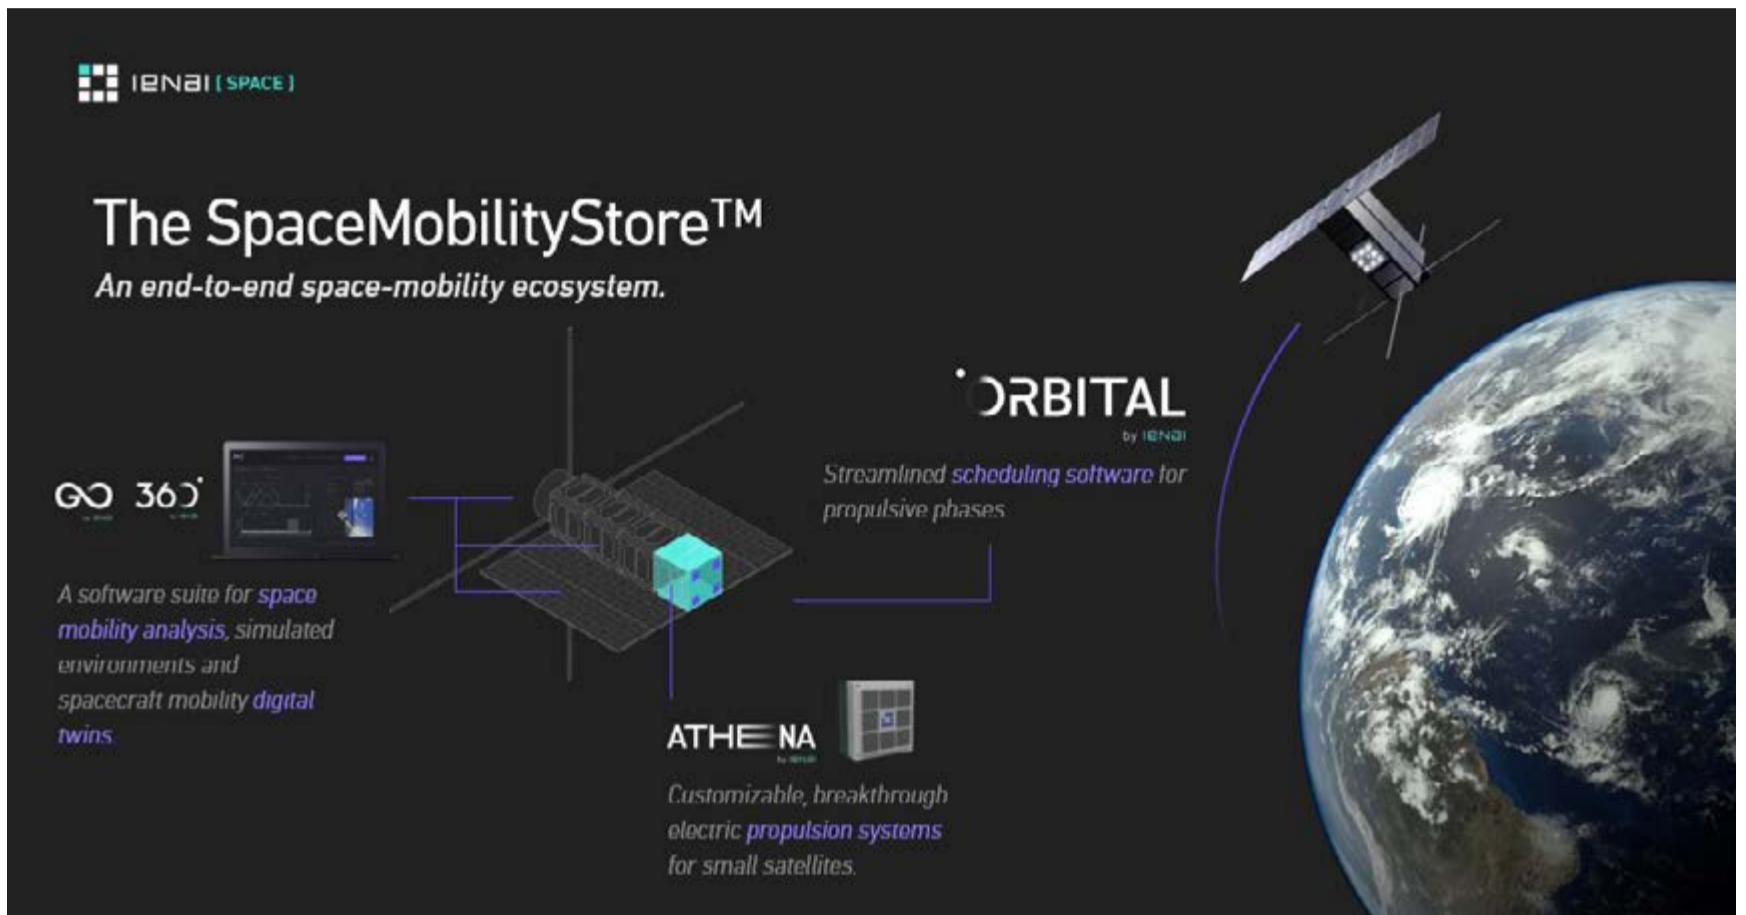 IENAI [ SPACE ]
The SpaceMobilityStore™
An end-to-end space-mobility ecosystem.
ORBITAL
by IENAI
Streamlined scheduling software for
propulsive phases
GO 360°
A software suite for space
mobility analysis, simulated
environments and
spacecraft mobility digital
twins.
ATHENA
by IENAI
Customizable, breakthrough
electric propulsion systems
for small satellites.